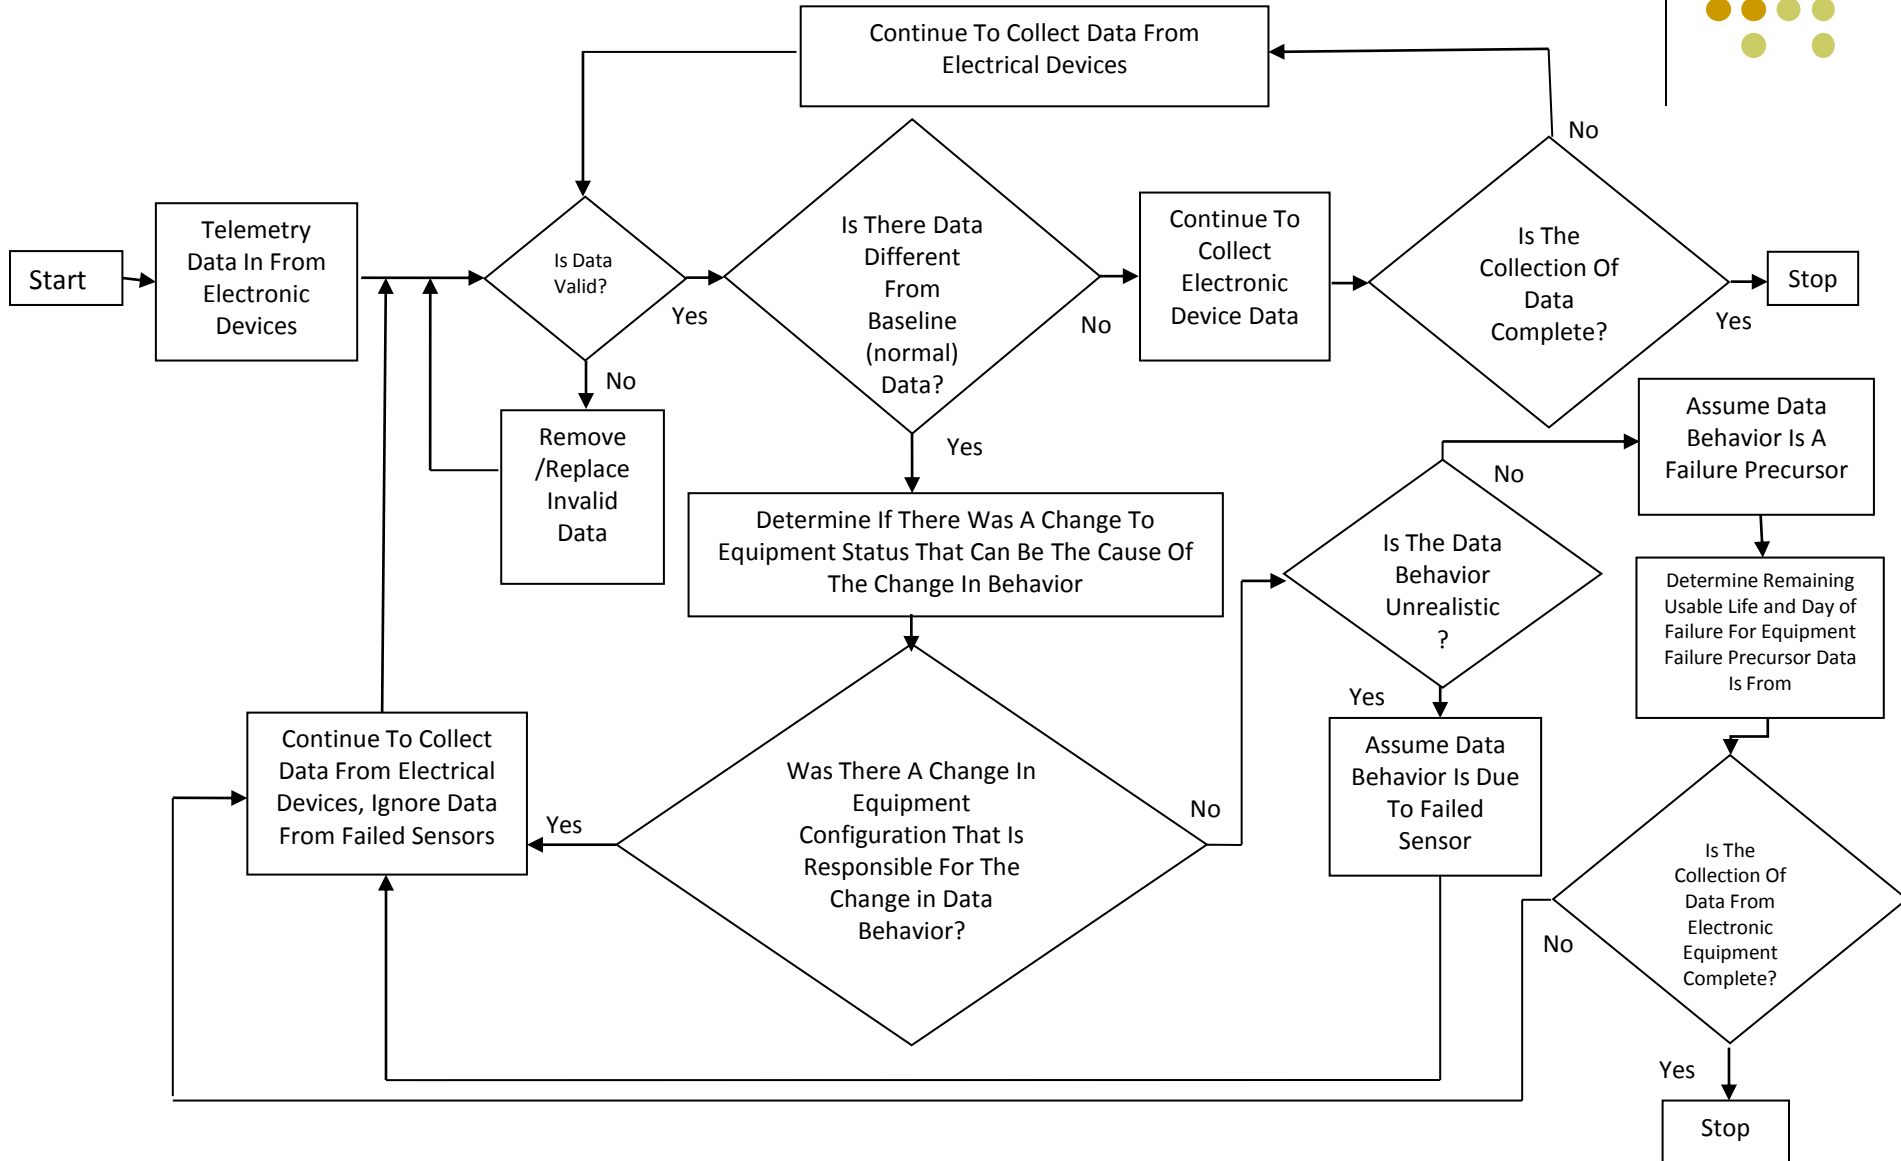 Continue To Collect Data From
Electrical Devices
No
Start
Telemetry
Data In From
Electronic
Devices
Is Data
Valid?
Yes
No
Is There Data
Different
From
Baseline
(normal)
Data?
No
Yes
Continue To
Collect
Electronic
Device Data
Is The
Collection Of
Data
Complete?
Yes
Stop
Remove
/Replace
Invalid
Data
Determine If There Was A Change To
Equipment Status That Can Be The Cause Of
The Change In Behavior
Is The Data
Behavior
Unrealistic
?
No
Yes
Assume Data
Behavior Is A
Failure Precursor
Determine Remaining
Usable Life and Day of
Failure For Equipment
Failure Precursor Data
Is From
Continue To Collect
Data From Electrical
Devices, Ignore Data
From Failed Sensors
Yes
Was There A Change In
Equipment
Configuration That Is
Responsible For The
Change in Data
Behavior?
No
Assume Data
Behavior Is Due
To Failed
Sensor
Is The
Collection Of
Data From
Electronic
Equipment
Complete?
No
Yes
Stop